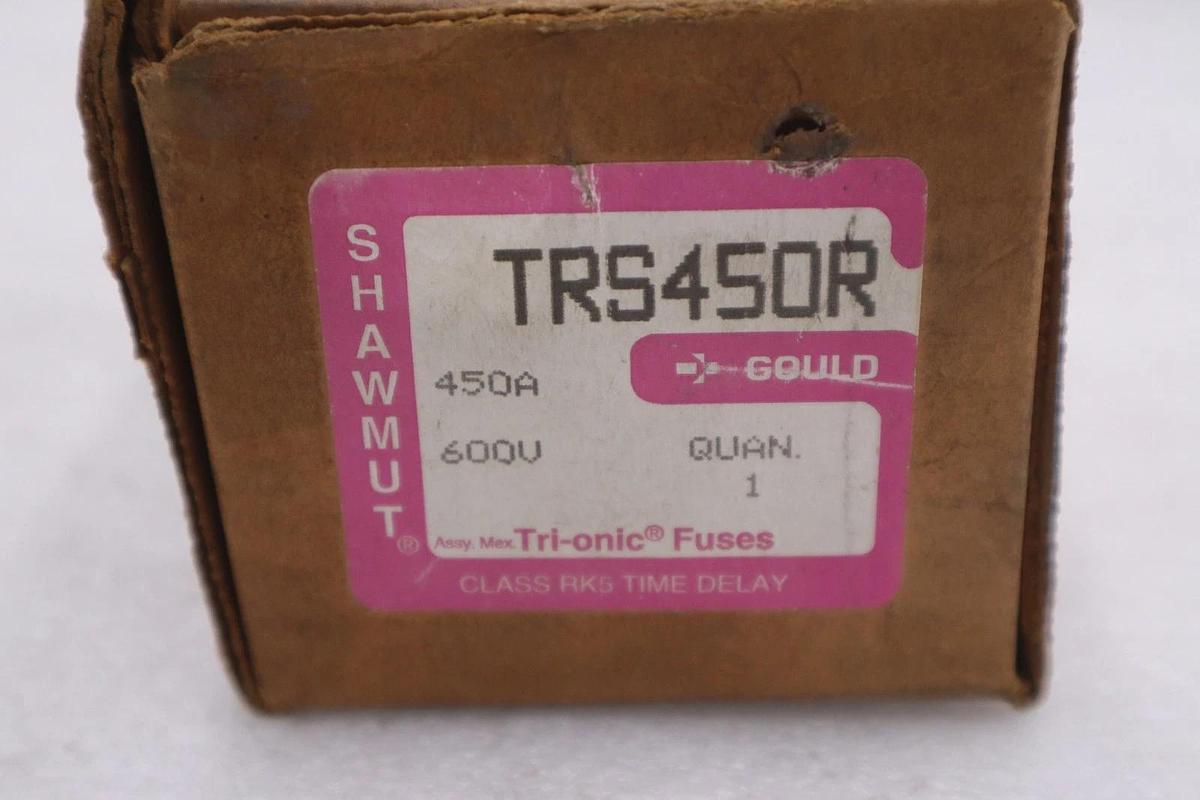 SHAWMUT®
TRS450R
GOULD
450A
600V
QUAN.
1
Assy. Mex. Tri-onic® Fuses
CLASS RK5 TIME DELAY